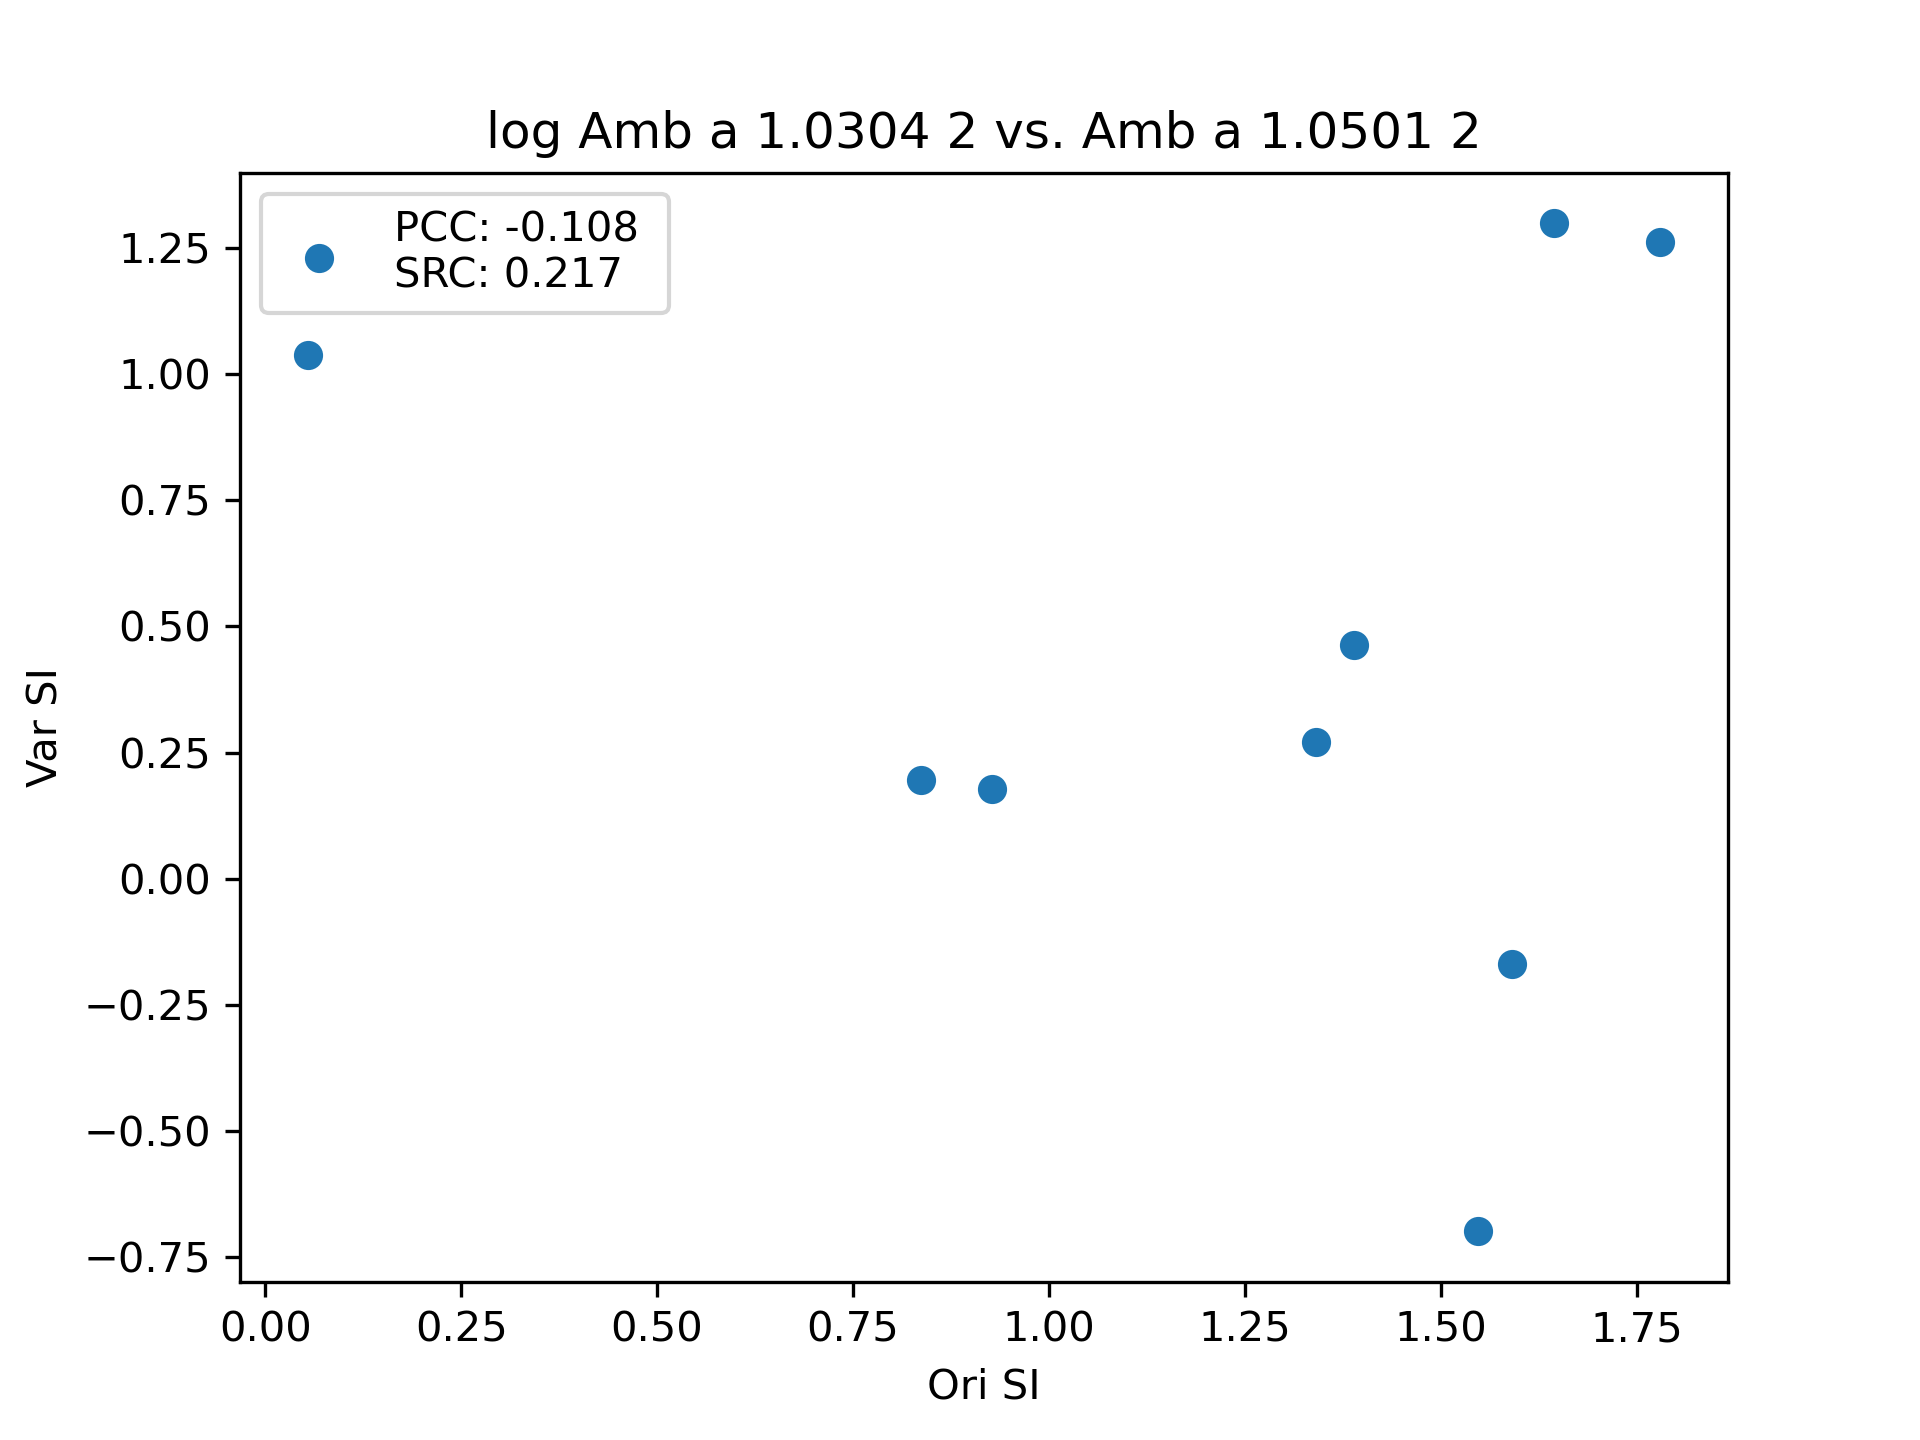 log Amb a 1.0304 2 vs. Amb a 1.0501 2
PCC: -0.108
SRC: 0.217
1.25
1.00
0.75
0.50
0.25
0.00
−0.25
−0.50
−0.75
Var SI
0.00 0.25 0.50 0.75 1.00 1.25 1.50 1.75
Ori SI